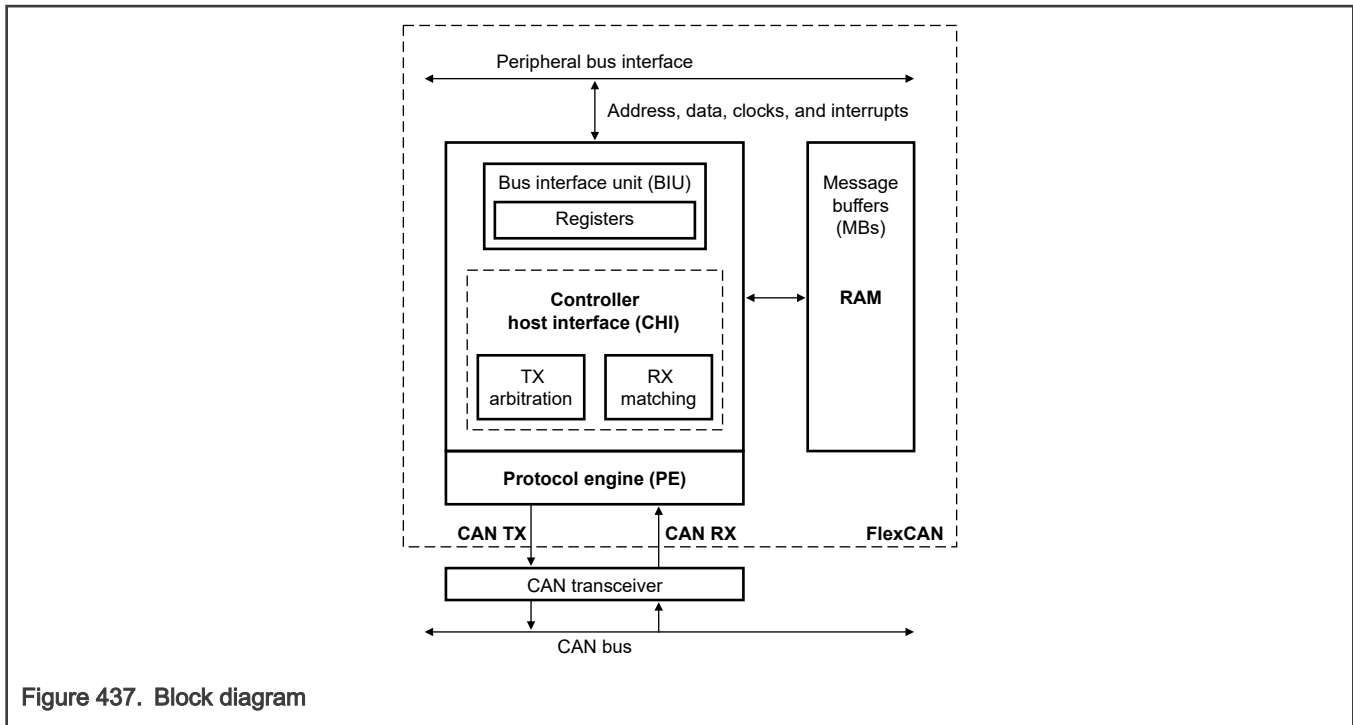 Peripheral bus interface
Address, data, clocks, and interrupts
Bus interface unit (BIU)
Registers
Message
buffers
(MBs)
RAM
Controller
host interface (CHI)
TX
arbitration
RX
matching
Protocol engine (PE)
CAN TX
CAN RX
FlexCAN
CAN transceiver
CAN bus
Figure 437. Block diagram